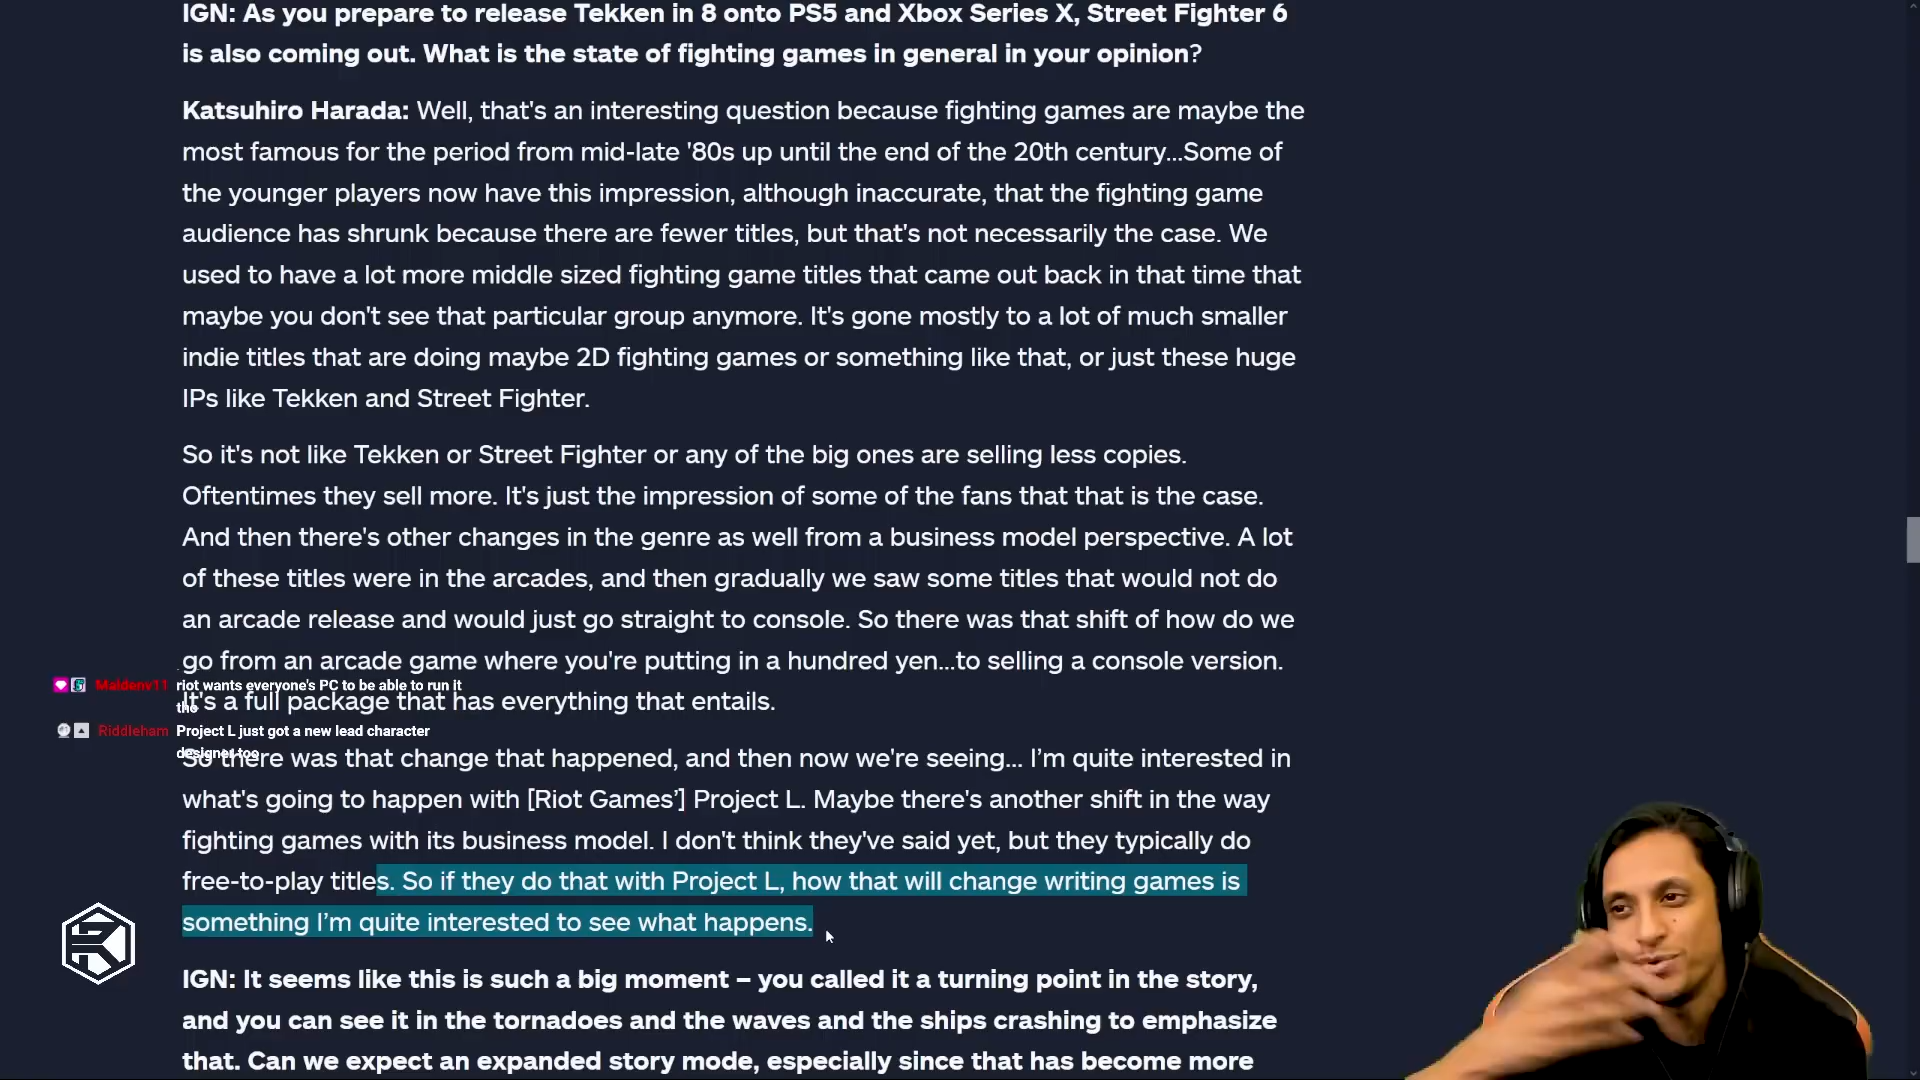 IGN: As you prepare to release Tekken in 8 onto PS5 and Xbox Series X, Street Fighter 6
is also coming out. What is the state of fighting games in general in your opinion?
Katsuhiro Harada: Well, that's an interesting question because fighting games are maybe the
most famous for the period from mid-late '80s up until the end of the 20th century...Some of
the younger players now have this impression, although inaccurate, that the fighting game
audience has shrunk because there are fewer titles, but that's not necessarily the case. We
used to have a lot more middle sized fighting game titles that came out back in that time that
maybe you don't see that particular group anymore. It's gone mostly to a lot of much smaller
indie titles that are doing maybe 2D fighting games or something like that, or just these huge
IPs like Tekken and Street Fighter.
So it's not like Tekken or Street Fighter or any of the big ones are selling less copies.
Oftentimes they sell more. It's just the impression of some of the fans that that is the case.
And then there's other changes in the genre as well from a business model perspective. A lot
of these titles were in the arcades, and then gradually we saw some titles that would not do
an arcade release and would just go straight to console. So there was that shift of how do we
go from an arcade game where you're putting in a hundred yen...to selling a console version.
It's a full package that has everything that entails.
Maldenv11 riot wants everyone's PC to be able to run it
tho
Riddleham Project L just got a new lead character
designer too
So there was that change that happened, and then now we're seeing... I’m quite interested in
what's going to happen with [Riot Games’] Project L. Maybe there's another shift in the way
fighting games with its business model. I don't think they've said yet, but they typically do
free-to-play titles. So if they do that with Project L, how that will change writing games is
something I’m quite interested to see what happens.
IGN: It seems like this is such a big moment – you called it a turning point in the story,
and you can see it in the tornadoes and the waves and the ships crashing to emphasize
that. Can we expect an expanded story mode, especially since that has become more